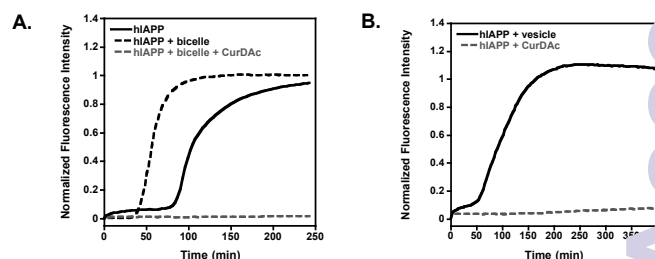 A.
hIAPP
hIAPP + bicelle
hIAPP + bicelle + CurDAc
Normalized Fluorescence Intensity
1.4
1.2
1
0.8
0.6
0.4
0.2
0
0 50 100 150 200 250
Time (min)
B.
hIAPP + vesicle
hIAPP + CurDAc
Normalized Fluorescence Intensity
1.4
1.2
1
0.8
0.6
0.4
0.2
0
0 50 100 150 200 250 300 350
Time (min)